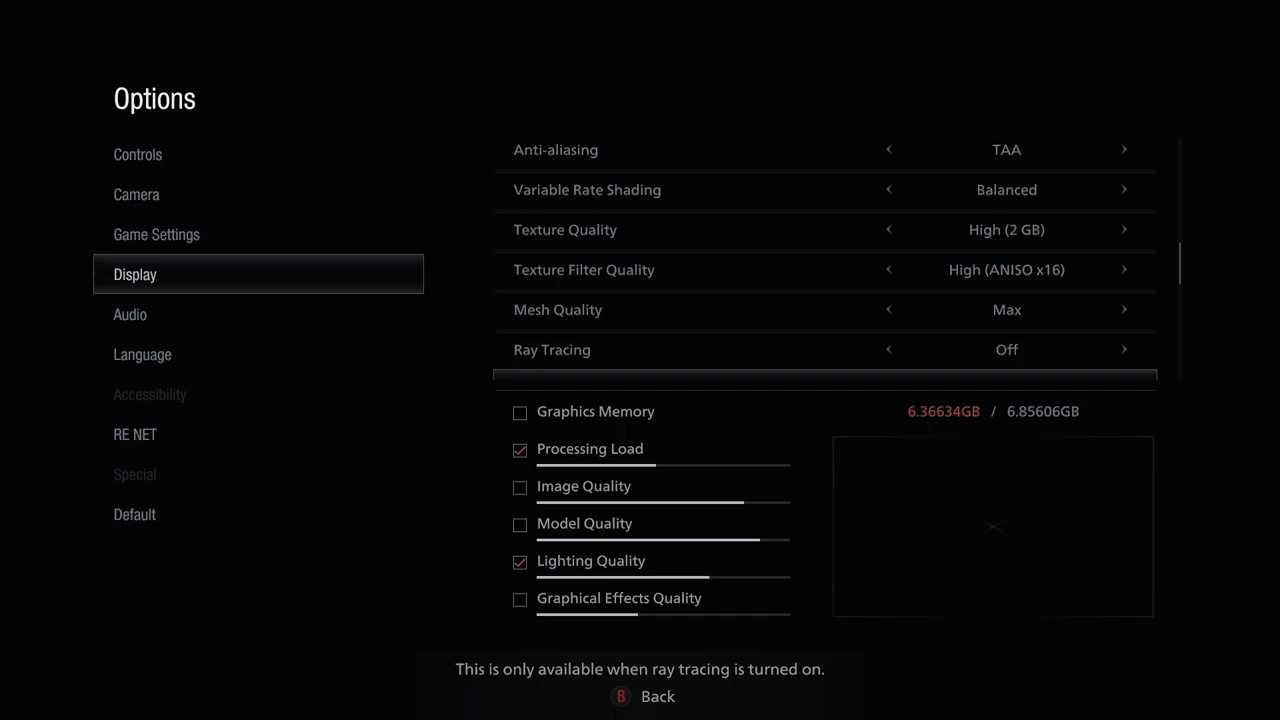 Options
Controls
Camera
Game Settings
Display
Audio
Language
Accessibility
RE NET
Special
Default
Anti-aliasing < TAA >
Variable Rate Shading < Balanced >
Texture Quality < High (2 GB) >
Texture Filter Quality < High (ANISO x16) >
Mesh Quality < Max >
Ray Tracing < Off >
Graphics Memory 6.36634GB / 6.85606GB
Processing Load
Image Quality
Model Quality
Lighting Quality
Graphical Effects Quality
This is only available when ray tracing is turned on.
B Back